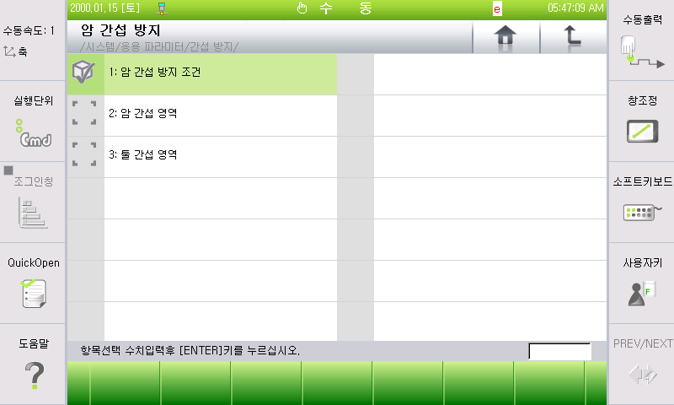 2000,01,15 [토] 수 동 e 05:47:09 AM
수동속도: 1
축
암 간섭 방지
/시스템/응용 파라미터/간섭 방지/
수동출력
실행단위
Cmd
조그인칭
QuickOpen
도움말
1: 암 간섭 방지 조건
2: 암 간섭 영역
3: 툴 간섭 영역
창조정
소프트키보드
사용자키
F
PREV/NEXT
항목선택 수치입력후 [ENTER]키를 누르십시오.